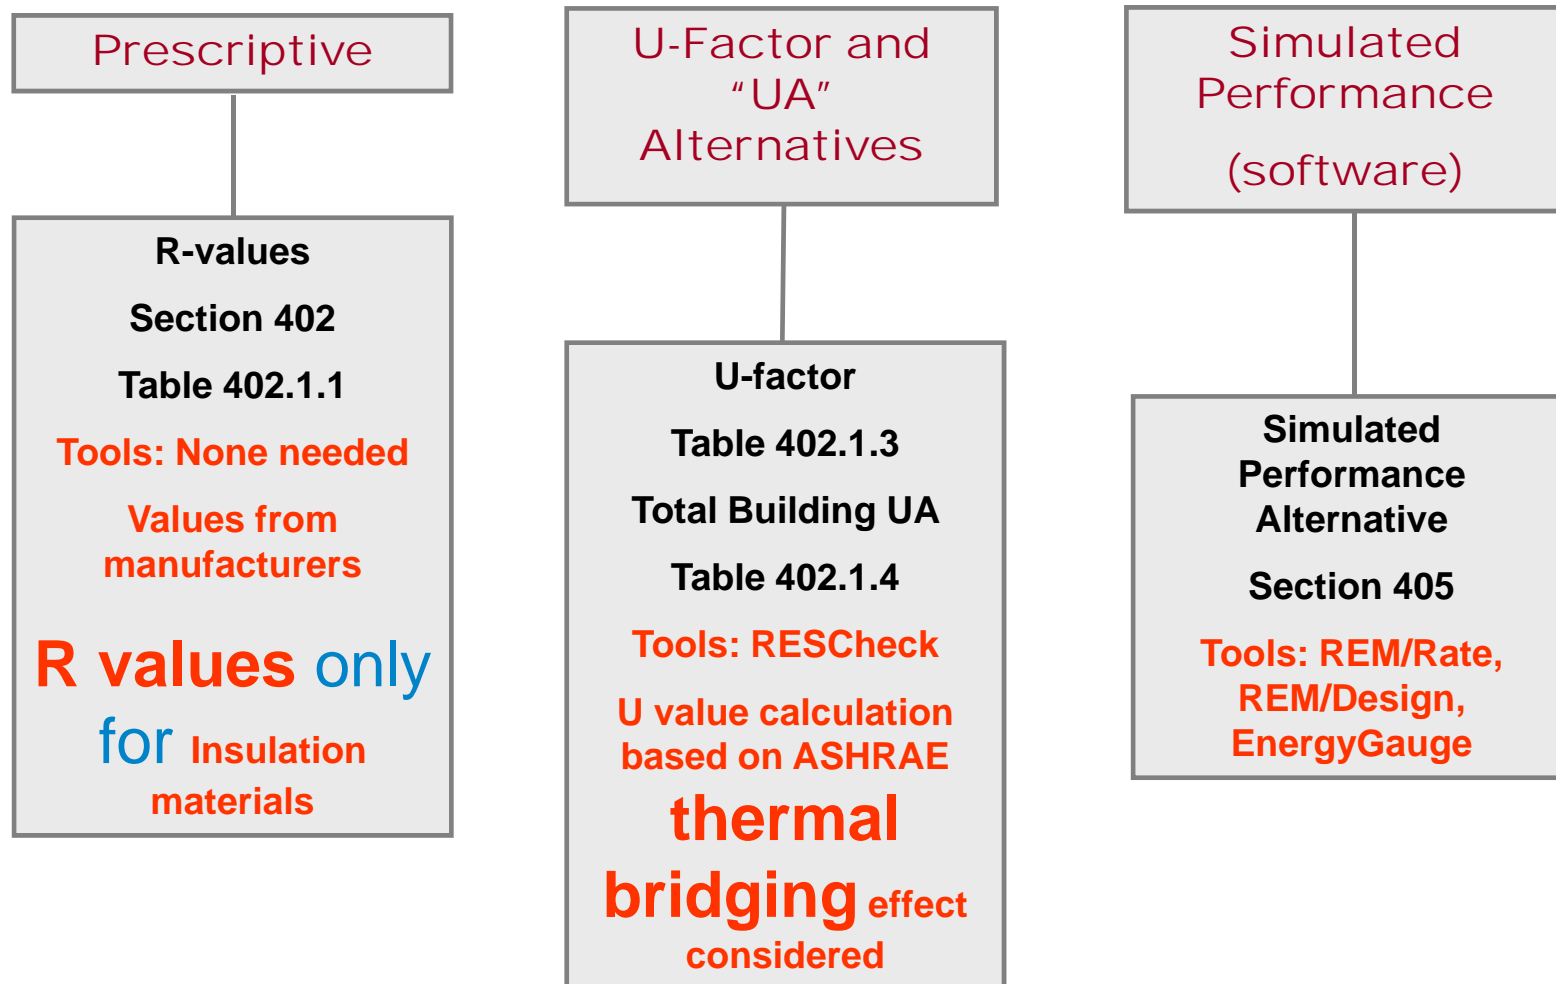 Prescriptive
R-values
Section 402
Table 402.1.1
Tools: None needed
Values from
manufacturers
R values only
for Insulation
materials
U-Factor and
“UA”
Alternatives
U-factor
Table 402.1.3
Total Building UA
Table 402.1.4
Tools: RESCheck
U value calculation
based on ASHRAE
thermal
bridging effect
considered
Simulated
Performance
(software)
Simulated
Performance
Alternative
Section 405
Tools: REM/Rate,
REM/Design,
EnergyGauge